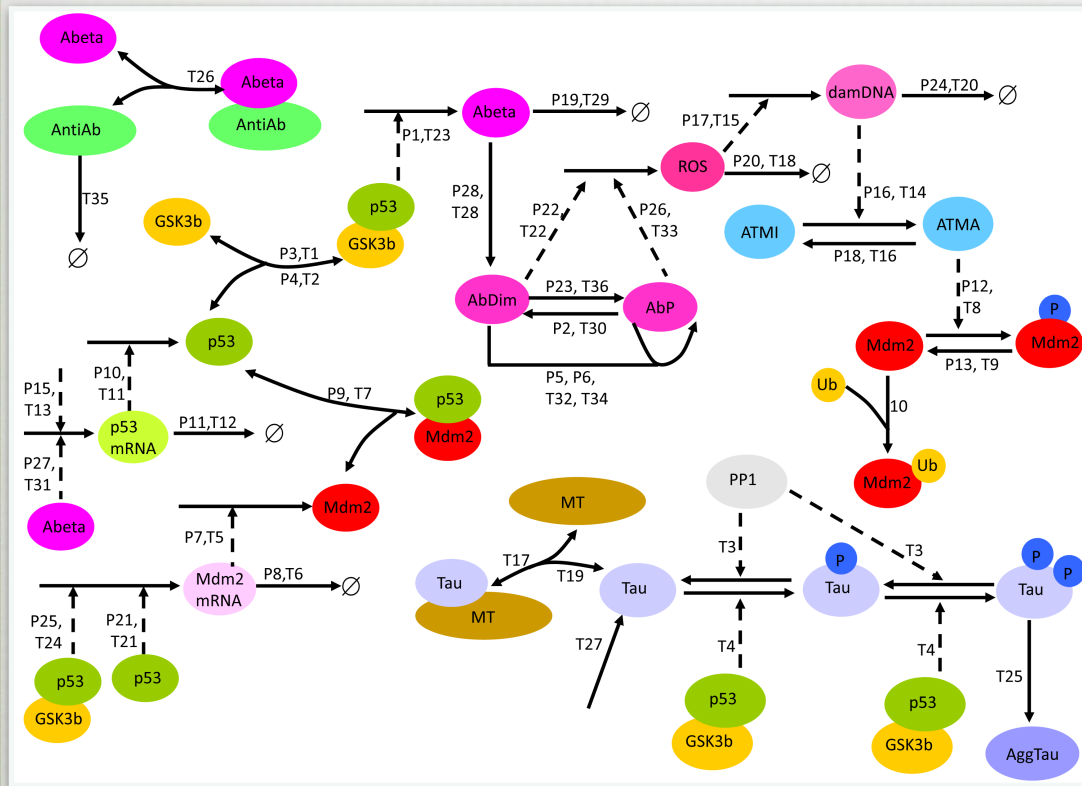 Abeta
T26
Abeta
AntiAb
AntiAb
T35
∅
GSK3b
P3,T1
P4,T2
p53
GSK3b
P1,T23
Abeta
P19,T29
∅
P28,
T28
P22,
T22
P26,
T33
AbDim
P23, T36
P2, T30
AbP
P5, P6,
T32, T34
ROS
P17,T15
P20, T18
∅
damDNA
P24,T20
∅
P16, T14
ATMI
ATMA
P18, T16
P12,
T8
P
Mdm2
Mdm2
P13, T9
Ub
10
Mdm2
Ub
p53
P10,
T11
P15,
T13
p53
mRNA
P11,T12
∅
P27,
T31
Abeta
P9, T7
p53
Mdm2
Mdm2
P7,T5
Mdm2
mRNA
P8,T6
∅
P25,
T24
P21,
T21
p53
GSK3b
p53
MT
T17
T19
Tau
MT
Tau
T27
PP1
T3
T3
P
Tau
P
P
Tau
T4
T4
p53
GSK3b
p53
GSK3b
T25
AggTau